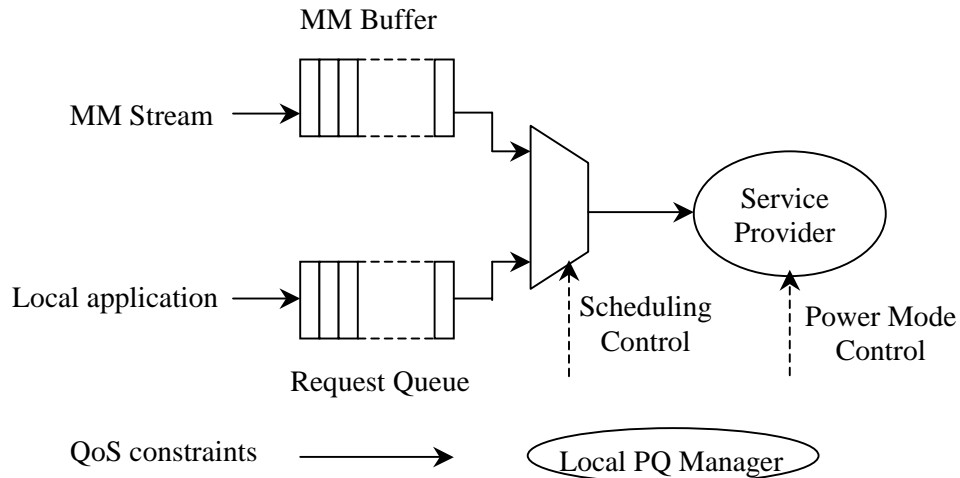 MM Buffer
MM Stream
Service
Provider
Local application
Scheduling
Control
Power Mode
Control
Request Queue
QoS constraints
Local PQ Manager